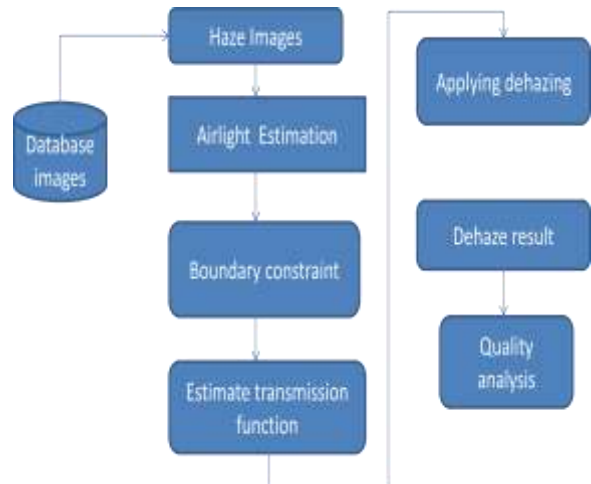 Haze Images
Database
images
Airlight Estimation
Boundary constraint
Estimate transmission
function
Applying dehazing
Dehaze result
Quality
analysis